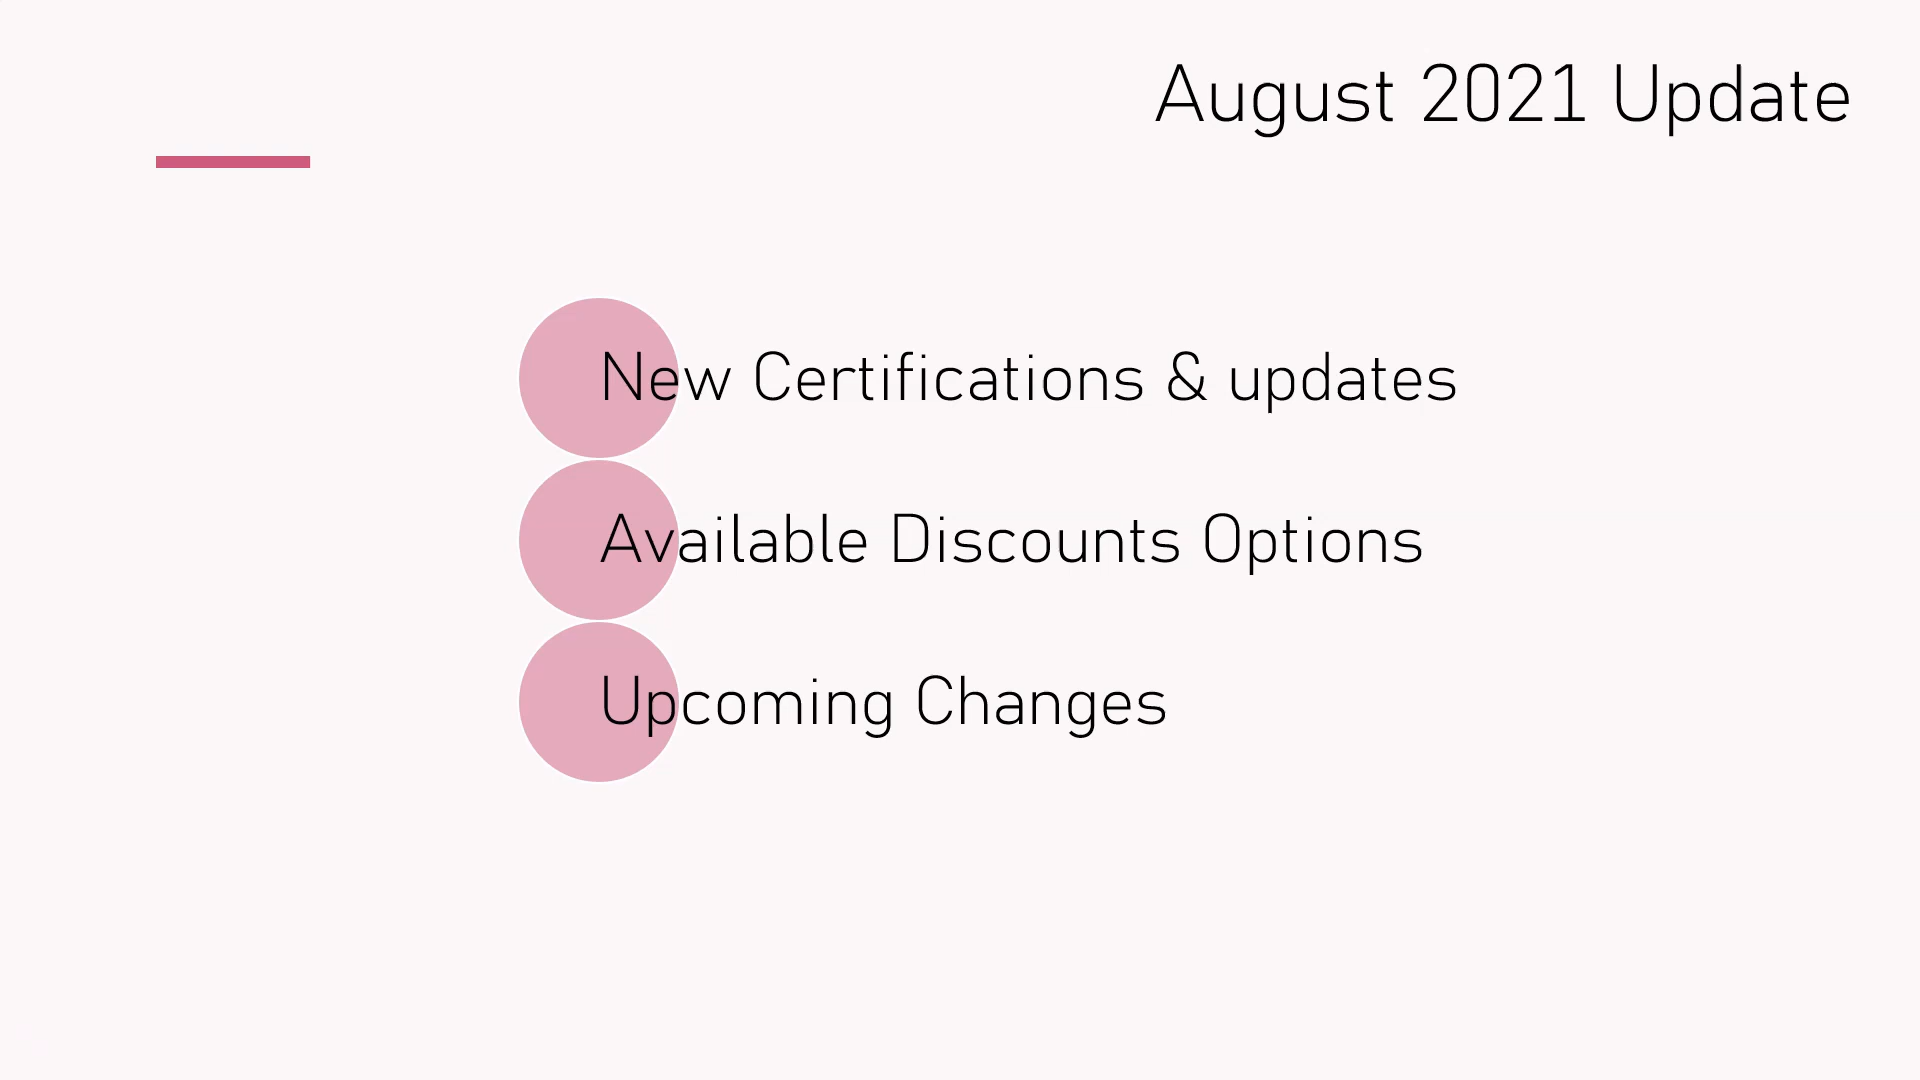 August 2021 Update
New Certifications & updates
Available Discounts Options
Upcoming Changes